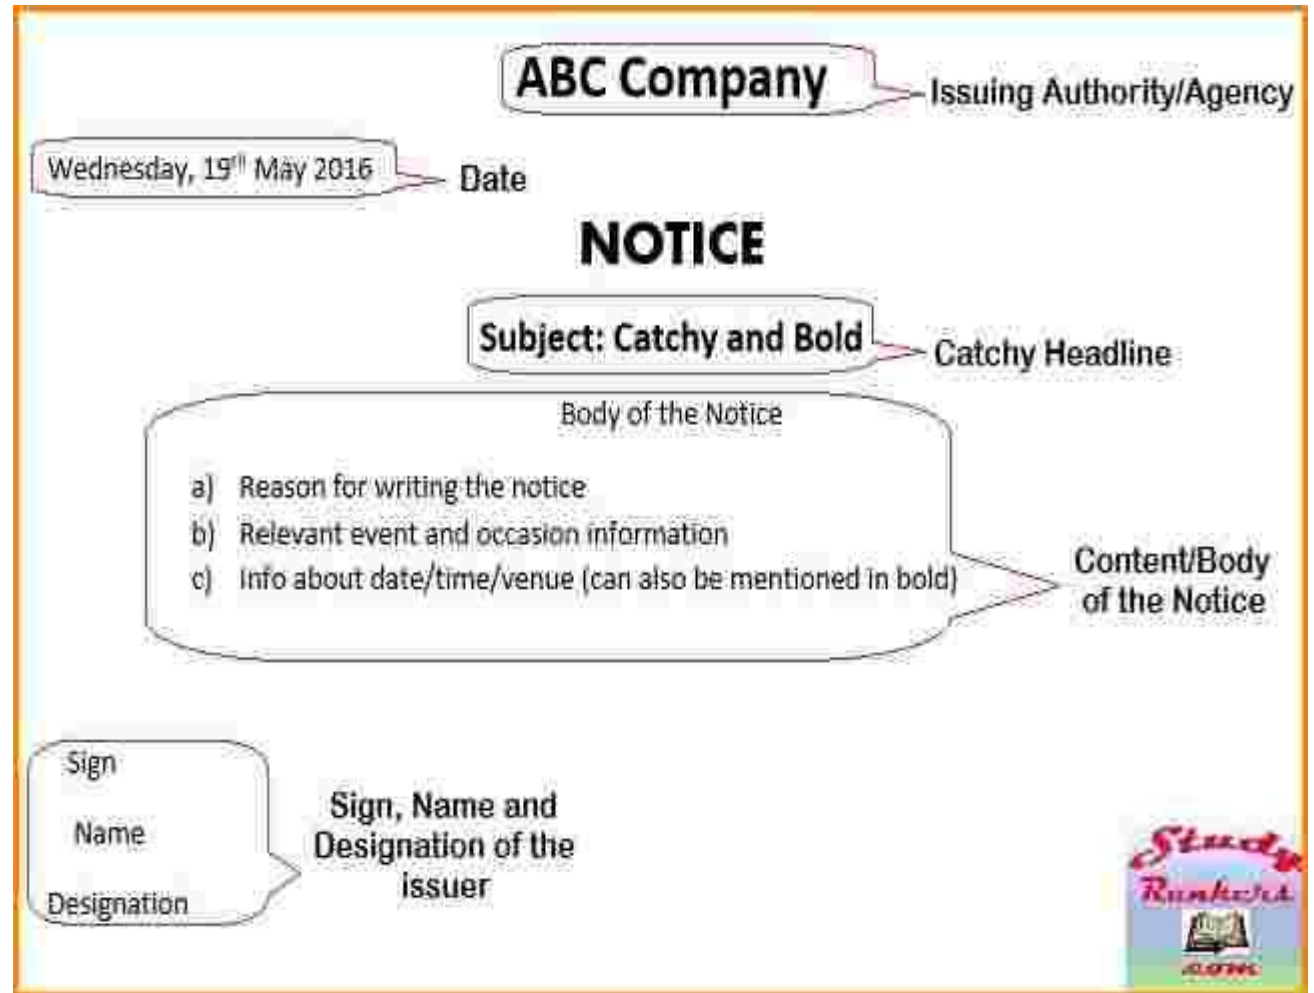 ABC Company
Issuing Authority/Agency
Wednesday, 19th May 2016
Date
NOTICE
Subject: Catchy and Bold
Catchy Headline
Body of the Notice
a) Reason for writing the notice
b) Relevant event and occasion information
c) Info about date/time/venue (can also be mentioned in bold)
Content/Body
of the Notice
Sign
Name
Designation
Sign, Name and
Designation of the
issuer
Study
Rankers
.com